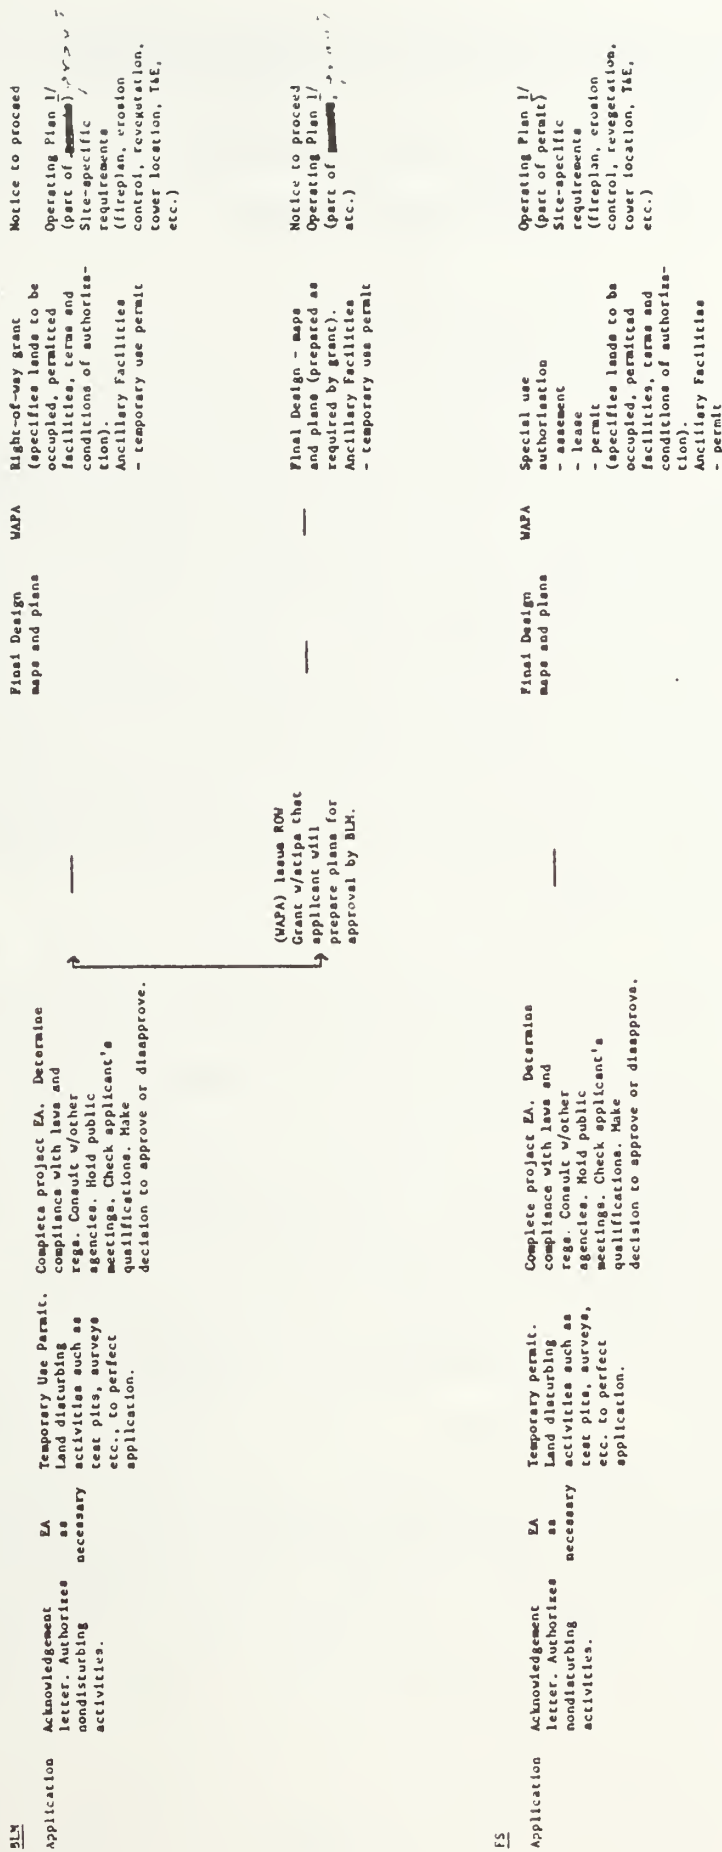 BLM
Application
Acknowledgement
letter. Authorizes
nondisturbing
activities.
EA
as
necessary
Temporary Use Permit.
Land disturbing
activities such as
test pits, surveys
etc., to perfect
application.
Complete project EA. Determine
compliance with laws and
regs. Consult w/other
agencies. Hold public
meetings. Check applicant's
qualifications. Make
decision to approve or disapprove.
Final Design
maps and plans
WAPA
Right-of-way grant
(specifies lands to be
occupied, permitted
facilities, terms and
conditions of authoriza-
tion).
Ancillary Facilities
- temporary use permit
Notice to proceed
Operating Plan 1/
(part of
Site-specific
requirements
(fireplan, erosion
control, revegetation,
tower location, T&E,
etc.)
(WAPA) Issue ROW
Grant w/stips that
applicant will
prepare plans for
approval by BLM.
Final Design - maps
and plans (prepared as
required by grant).
Ancillary Facilities
- temporary use permit
Notice to proceed
Operating Plan 1/
(part of
etc.)
FS
Application
Acknowledgement
letter. Authorizes
nondisturbing
activities.
EA
as
necessary
Temporary permit.
Land disturbing
activities such as
test pits, surveys,
etc. to perfect
application.
Complete project EA. Determine
compliance with laws and
regs. Consult w/other
agencies. Hold public
meetings. Check applicant's
qualifications. Make
decision to approve or disapprove.
Final Design
maps and plans
WAPA
Special use
authorization
- easement
- lease
- permit
(specifies lands to be
occupied, permitted
facilities, terms and
conditions of authoriza-
tion).
Ancillary Facilities
- permit
Operating Plan 1/
(part of permit)
Site-specific
requirements
(fireplan, erosion
control, revegetation,
tower location, T&E,
etc.)